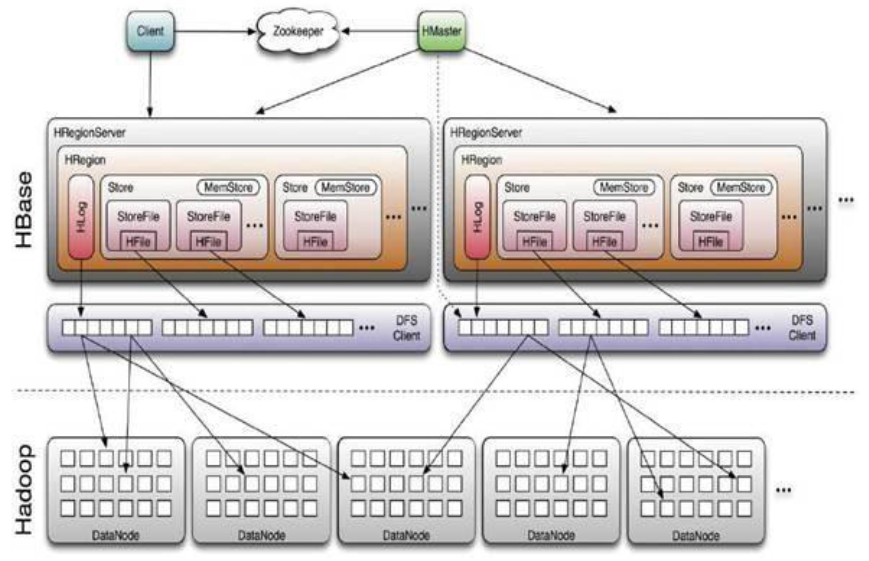 Client
Zookeeper
HMaster
HBase
HRegionServer
HRegion
HLog
Store
MemStore
StoreFile
HFile
StoreFile
HFile
...
Store
MemStore
StoreFile
HFile
...
...
HRegionServer
HRegion
HLog
Store
MemStore
StoreFile
HFile
StoreFile
HFile
...
Store
MemStore
StoreFile
HFile
...
...
...
...
DFS
Client
...
DFS
Client
Hadoop
DataNode
DataNode
DataNode
DataNode
DataNode
...